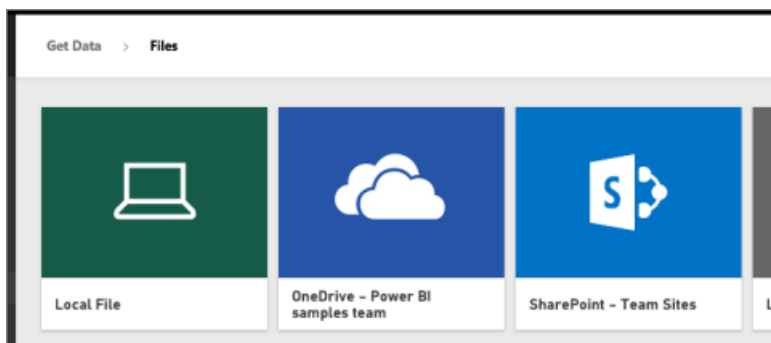 Get Data > Files
Local File
OneDrive – Power BI
samples team
SharePoint – Team Sites